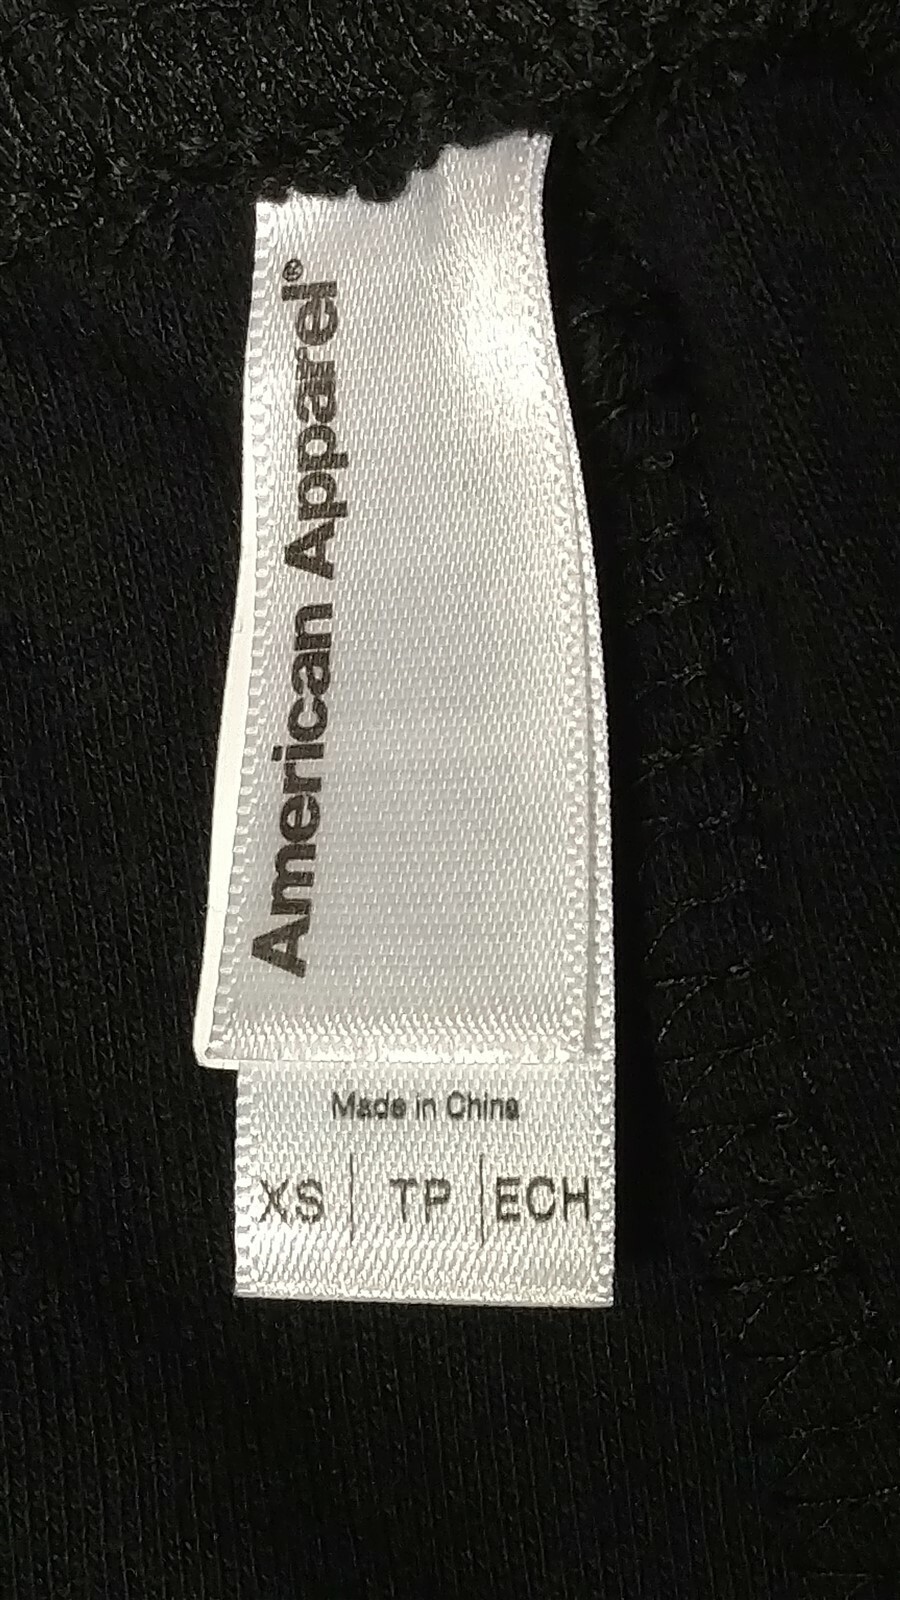 American Apparel®
Made in China
XS | TP | ECH